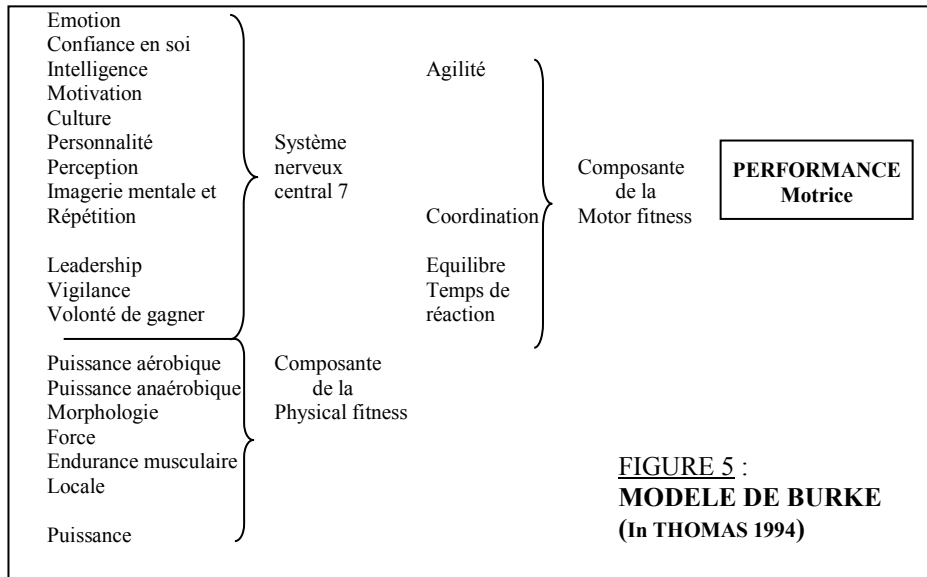 Emotion
Confiance en soi
Intelligence
Motivation
Culture
Personnalité
Perception
Imagerie mentale et
Répétition
Leadership
Vigilance
Volonté de gagner
Système
nerveux
central 7
Puissance aérobique
Puissance anaérobique
Morphologie
Force
Endurance musculaire
Locale
Puissance
Composante
de la
Physical fitness
Agilité
Coordination
Equilibre
Temps de
réaction
Composante
de la
Motor fitness
PERFORMANCE
Motrice
FIGURE 5 :
MODELE DE BURKE
(In THOMAS 1994)